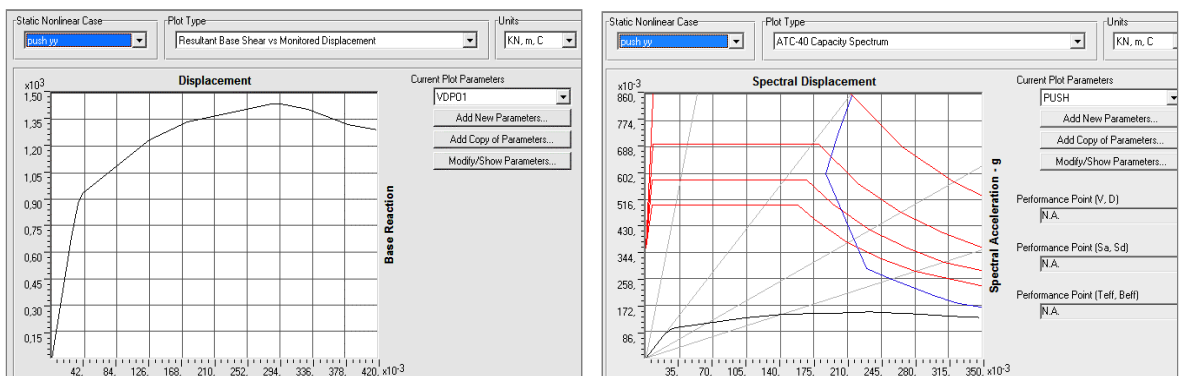 Static Nonlinear Case
push yy
Plot Type
Resultant Base Shear vs Monitored Displacement
Units
KN, m, C
Displacement
x10³
1,50
1,35
1,20
1,05
0,90
0,75
0,60
0,45
0,30
0,15
42, 84, 126, 168, 210, 252, 294, 336, 378, 420, x10-³
Base Reaction
Current Plot Parameters
VDPO1
Add New Parameters...
Add Copy of Parameters...
Modify/Show Parameters...
Static Nonlinear Case
push yy
Plot Type
ATC-40 Capacity Spectrum
Units
KN, m, C
Spectral Displacement
x10-³
860,
774,
688,
602,
516,
430,
344,
258,
172,
86,
35, 70, 105, 140, 175, 210, 245, 280, 315, 350, x10-³
Spectral Acceleration - g
Current Plot Parameters
PUSH
Add New Parameters...
Add Copy of Parameters...
Modify/Show Parameters...
Performance Point (V, D)
N.A.
Performance Point (Sa, Sd)
N.A.
Performance Point (Teff, Beff)
N.A.